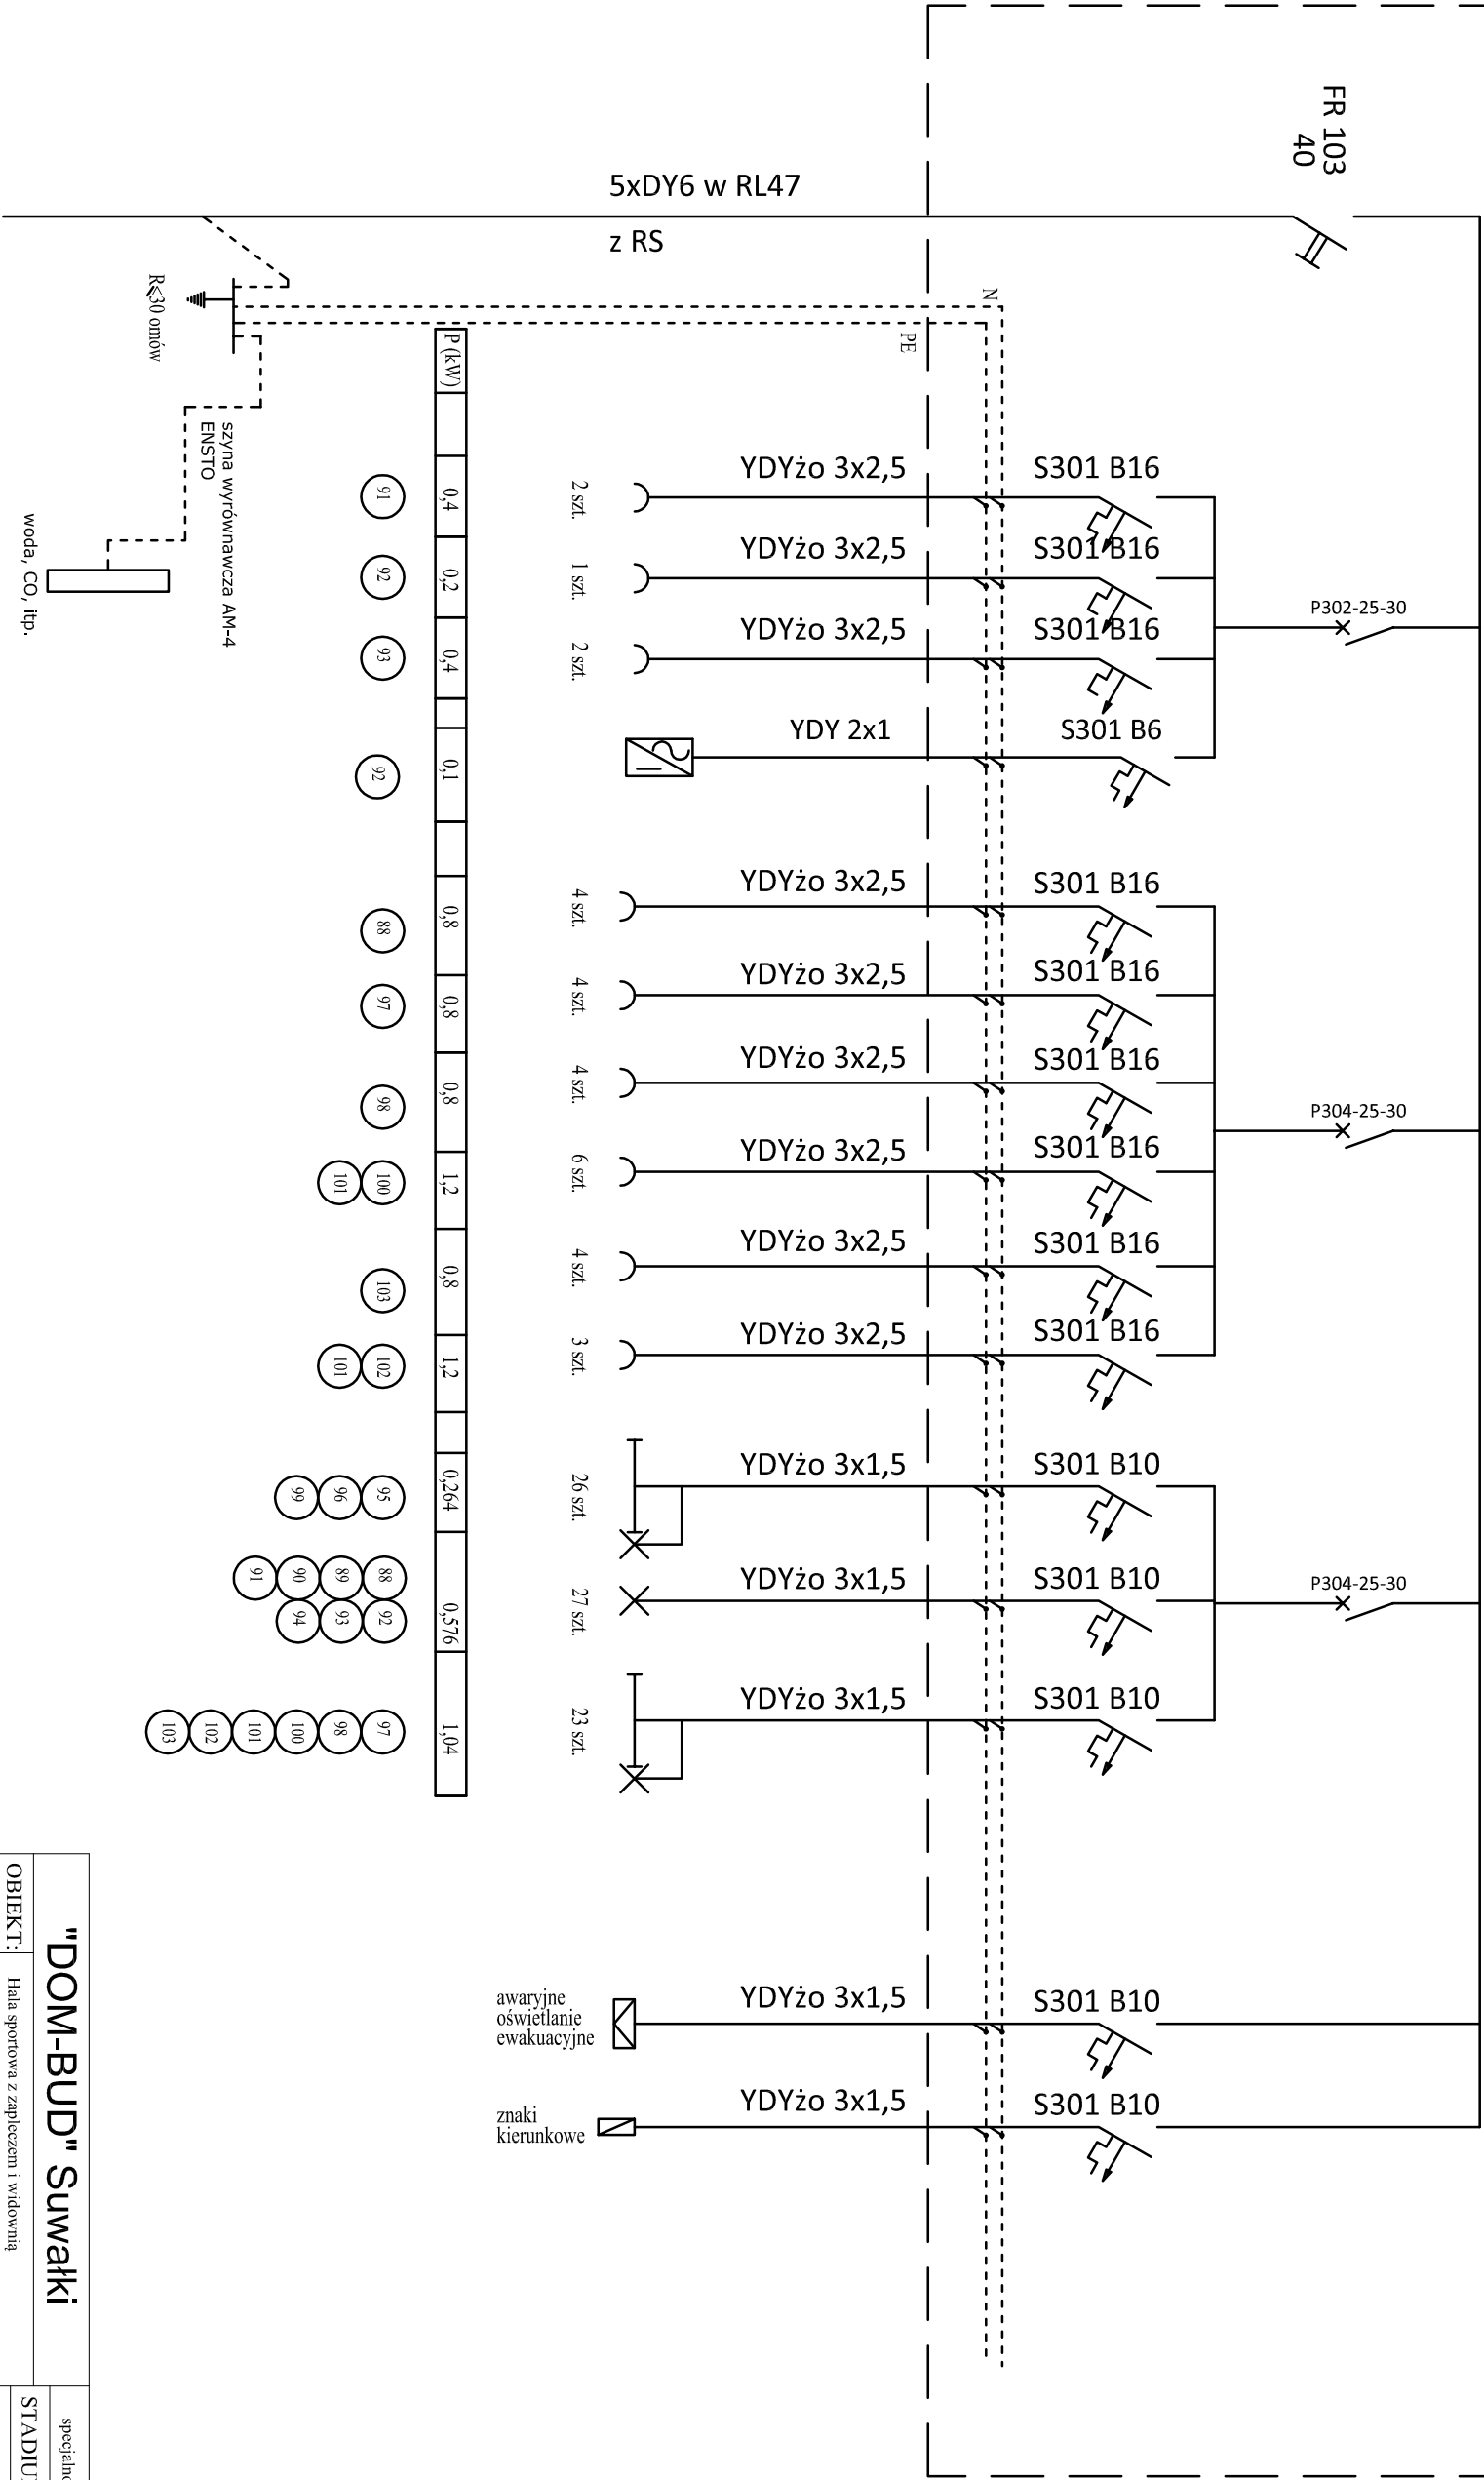 FR 103
40
5xDY6 w RL47
z RS
N
PE
R≤30 omów
szyna wyrównawcza AM-4
ENSTO
woda, CO, itp.
P (kW)
S301 B16
YDYżo 3x2,5
2 szt.
0,4
91
S301 B16
YDYżo 3x2,5
1 szt.
0,2
92
P302-25-30
S301 B16
YDYżo 3x2,5
2 szt.
0,4
93
S301 B6
YDY 2x1
0,1
92
S301 B16
YDYżo 3x2,5
4 szt.
0,8
88
S301 B16
YDYżo 3x2,5
4 szt.
0,8
97
S301 B16
YDYżo 3x2,5
4 szt.
0,8
98
P304-25-30
S301 B16
YDYżo 3x2,5
6 szt.
1,2
100
101
S301 B16
YDYżo 3x2,5
4 szt.
0,8
103
S301 B16
YDYżo 3x2,5
3 szt.
1,2
102
101
S301 B10
YDYżo 3x1,5
26 szt.
0,264
95
96
99
P304-25-30
S301 B10
YDYżo 3x1,5
27 szt.
0,576
88
89
90
91
92
93
94
S301 B10
YDYżo 3x1,5
23 szt.
1,04
97
98
100
101
102
103
S301 B10
YDYżo 3x1,5
awaryjne
oświetlanie
ewakuacyjne
S301 B10
YDYżo 3x1,5
znaki
kierunkowe
"DOM-BUD" Suwałki
OBIEKT:
Hala sportowa z zapleczem i widownią